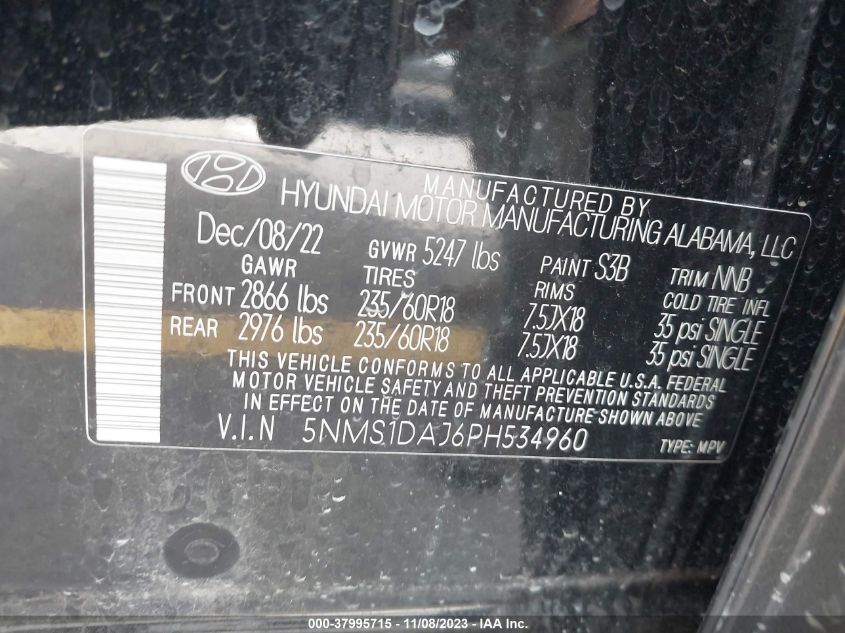 MANUFACTURED BY
HYUNDAI MOTOR MANUFACTURING ALABAMA, LLC
Dec/08/22 GVWR 5247 lbs PAINT S3B TRIM NNB
GAWR TIRES RIMS COLD TIRE INFL
FRONT 2866 lbs 235/60R18 7.5JX18 35 psi SINGLE
REAR 2976 lbs 235/60R18 7.5JX18 35 psi SINGLE
THIS VEHICLE CONFORMS TO ALL APPLICABLE U.S.A. FEDERAL
MOTOR VEHICLE SAFETY AND THEFT PREVENTION STANDARDS
IN EFFECT ON THE DATE OF MANUFACTURE SHOWN ABOVE
V.I.N 5NMS1DAJ6PH534960 TYPE: MPV
000-37995715 - 11/08/2023 - IAA Inc.